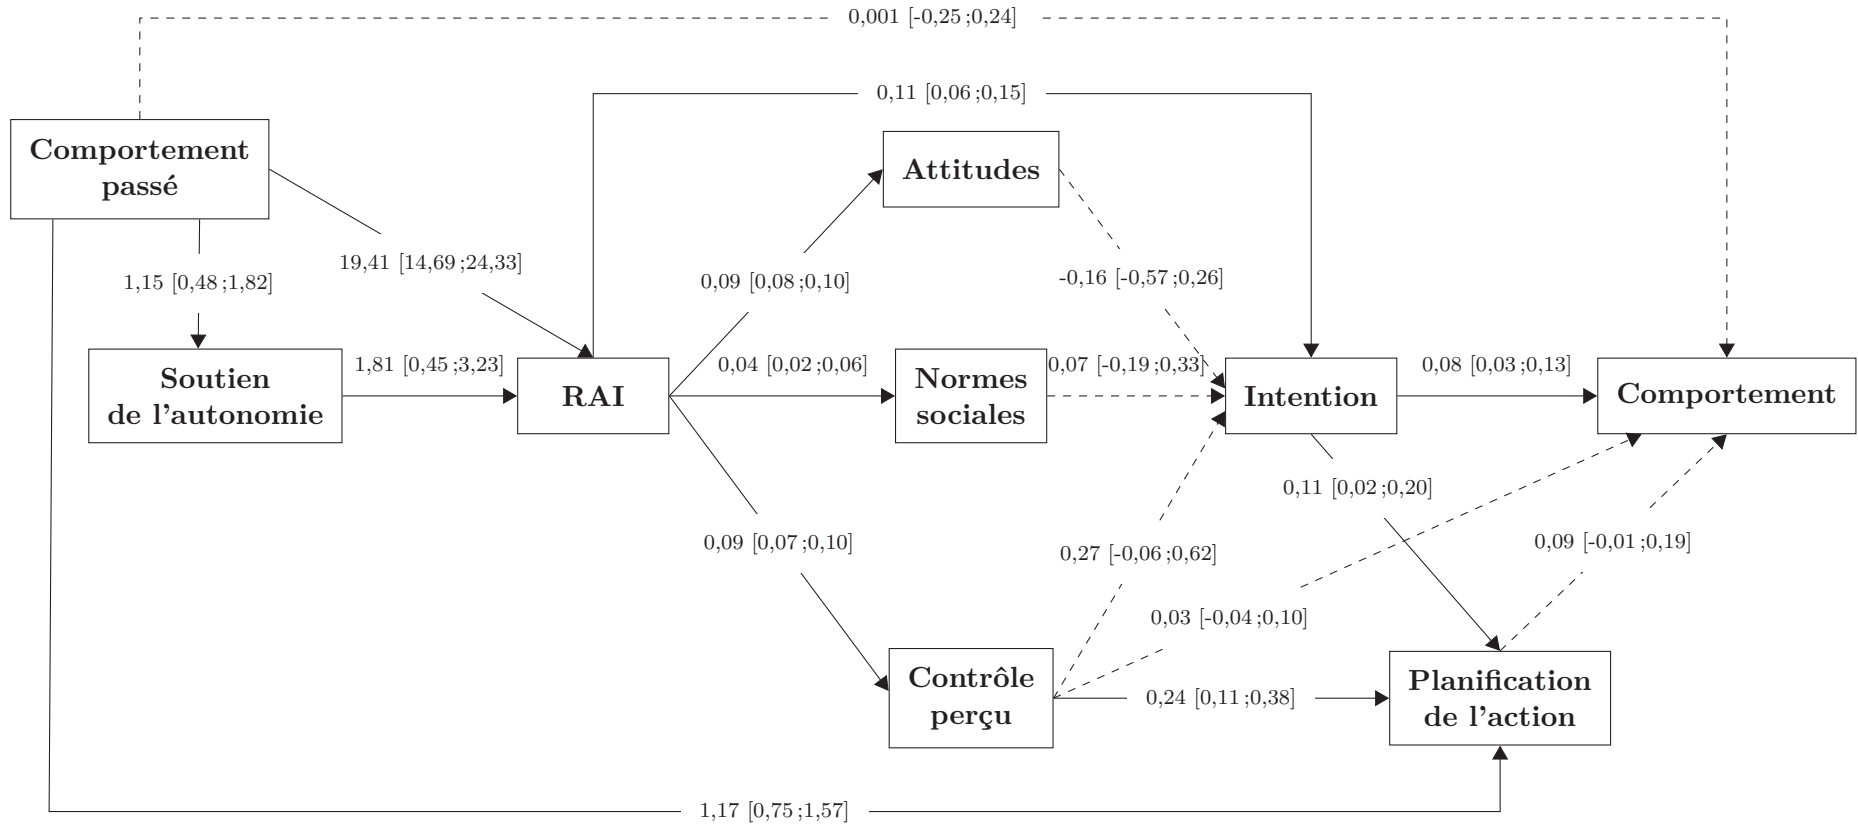 0,001 [-0,25 ;0,24]
0,11 [0,06 ;0,15]
Comportement
passé
Attitudes
19,41 [14,69 ;24,33]
1,15 [0,48 ;1,82]
0,09 [0,08 ;0,10]
-0,16 [-0,57 ;0,26]
Soutien
de l'autonomie
1,81 [0,45 ;3,23]
RAI
0,04 [0,02 ;0,06]
Normes
sociales
0,07 [-0,19 ;0,33]
Intention
0,08 [0,03 ;0,13]
Comportement
0,11 [0,02 ;0,20]
0,09 [0,07 ;0,10]
0,27 [-0,06 ;0,62]
0,09 [-0,01 ;0,19]
0,03 [-0,04 ;0,10]
Contrôle
perçu
0,24 [0,11 ;0,38]
Planification
de l'action
1,17 [0,75 ;1,57]